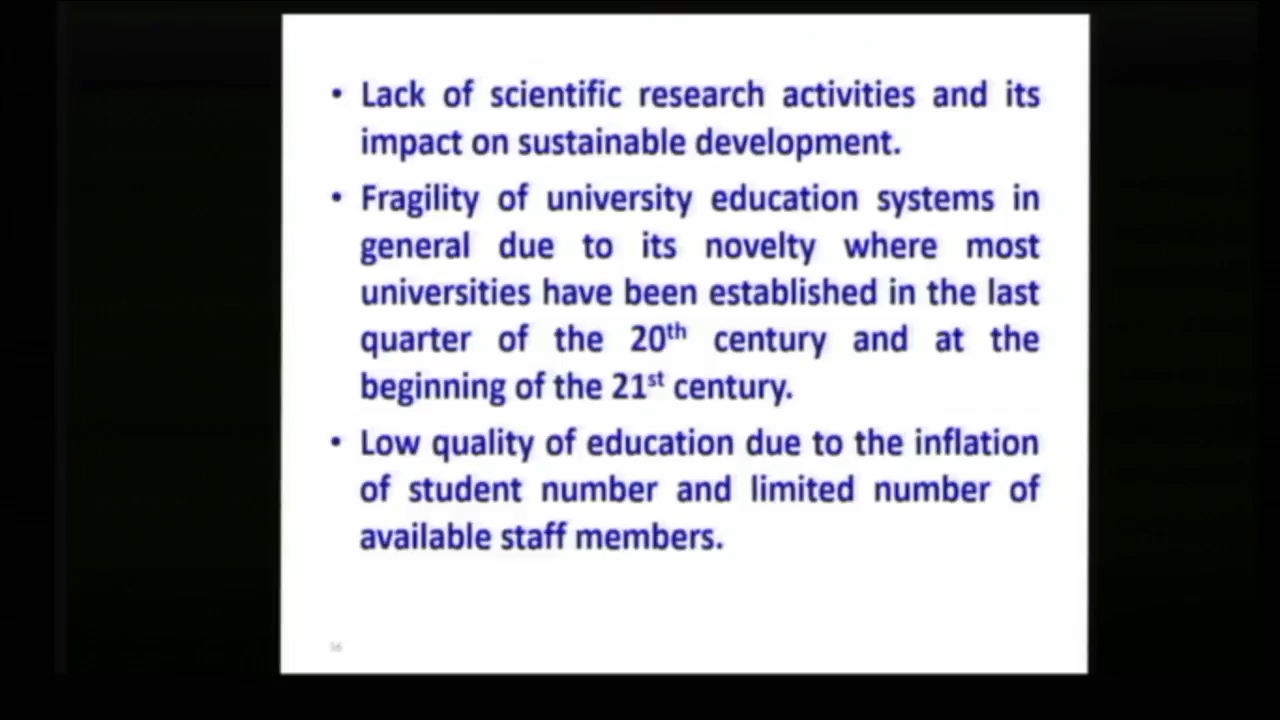 • Lack of scientific research activities and its
impact on sustainable development.
• Fragility of university education systems in
general due to its novelty where most
universities have been established in the last
quarter of the 20th century and at the
beginning of the 21st century.
• Low quality of education due to the inflation
of student number and limited number of
available staff members.